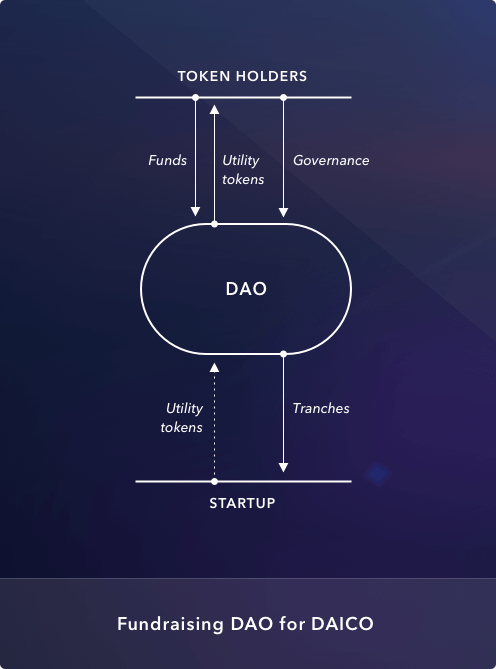 TOKEN HOLDERS
Funds
Utility
tokens
Governance
DAO
Utility
tokens
Tranches
STARTUP
Fundraising DAO for DAICO